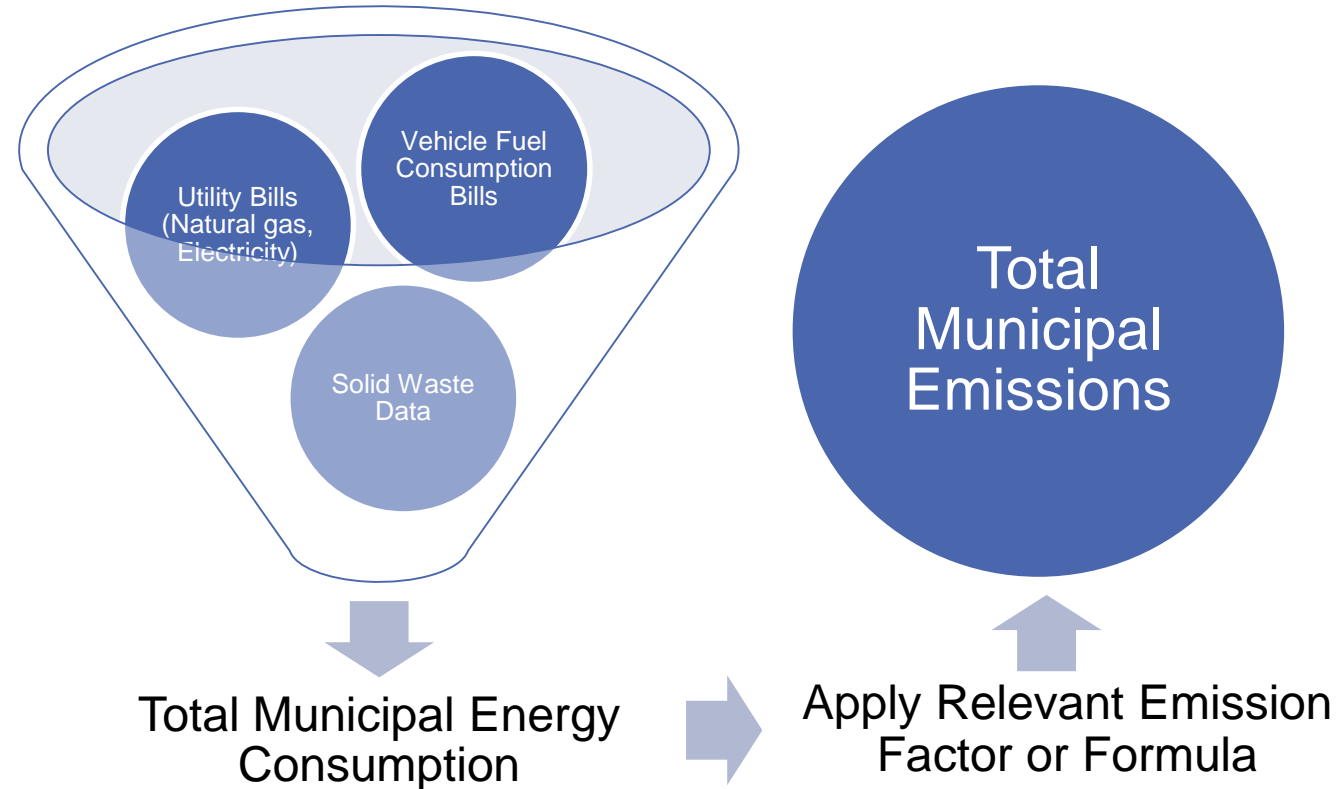 Vehicle Fuel
Consumption
Bills
Utility Bills
(Natural gas,
Electricity)
Solid Waste
Data
Total Municipal Energy
Consumption
Apply Relevant Emission
Factor or Formula
Total
Municipal
Emissions